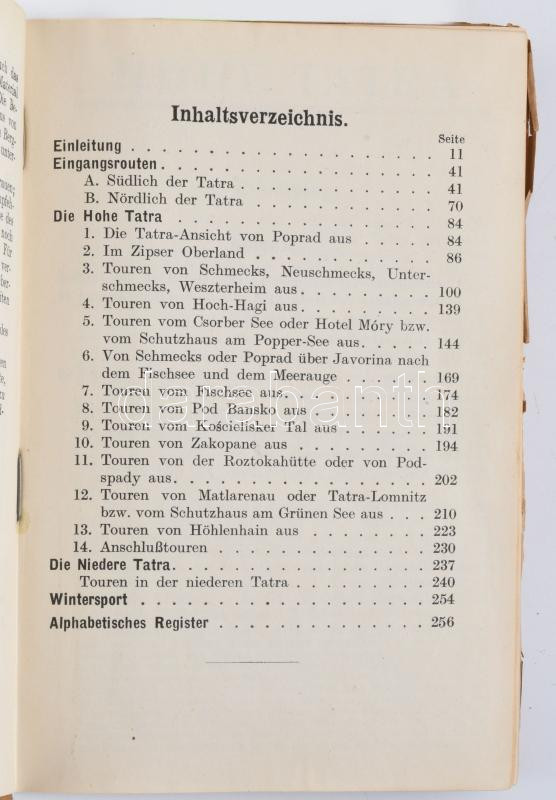 Inhaltsverzeichnis.
Seite
Einleitung . . . . . . . . . . . . . . . . 11
Eingangsrouten . . . . . . . . . . . . . . 41
A. Südlich der Tatra . . . . . . . . . . . 41
B. Nördlich der Tatra . . . . . . . . . . . 70
Die Hohe Tatra . . . . . . . . . . . . . . 84
1. Die Tatra-Ansicht von Poprad aus . . . . 84
2. Im Zipser Oberland . . . . . . . . . . . 86
3. Touren von Schmecks, Neuschmecks, Unter-
schmecks, Weszterheim aus . . . . . . . . 100
4. Touren von Hoch-Hagi aus . . . . . . . . 139
5. Touren vom Csorber See oder Hotel Móry bzw.
vom Schutzhaus am Popper-See aus . . . . . 144
6. Von Schmecks oder Poprad über Javorina nach
dem Fischsee und dem Meerauge . . . . . . 169
7. Touren vom Fischsee aus . . . . . . . . 174
8. Touren von Pod Bansko aus . . . . . . . 182
9. Touren vom Kościelisker Tal aus . . . . 191
10. Touren von Zakopane aus . . . . . . . . 194
11. Touren von der Roztokahütte oder von Pod-
spady aus . . . . . . . . . . . . . . . . 202
12. Touren von Matlarenau oder Tatra-Lomnitz
bzw. vom Schutzhaus am Grünen See aus . . . 210
13. Touren von Höhlenhain aus . . . . . . . 223
14. Anschlußtouren . . . . . . . . . . . . 230
Die Niedere Tatra . . . . . . . . . . . . . 237
Touren in der niederen Tatra . . . . . . . 240
Wintersport . . . . . . . . . . . . . . . . 254
Alphabetisches Register . . . . . . . . . . 256
darabanth